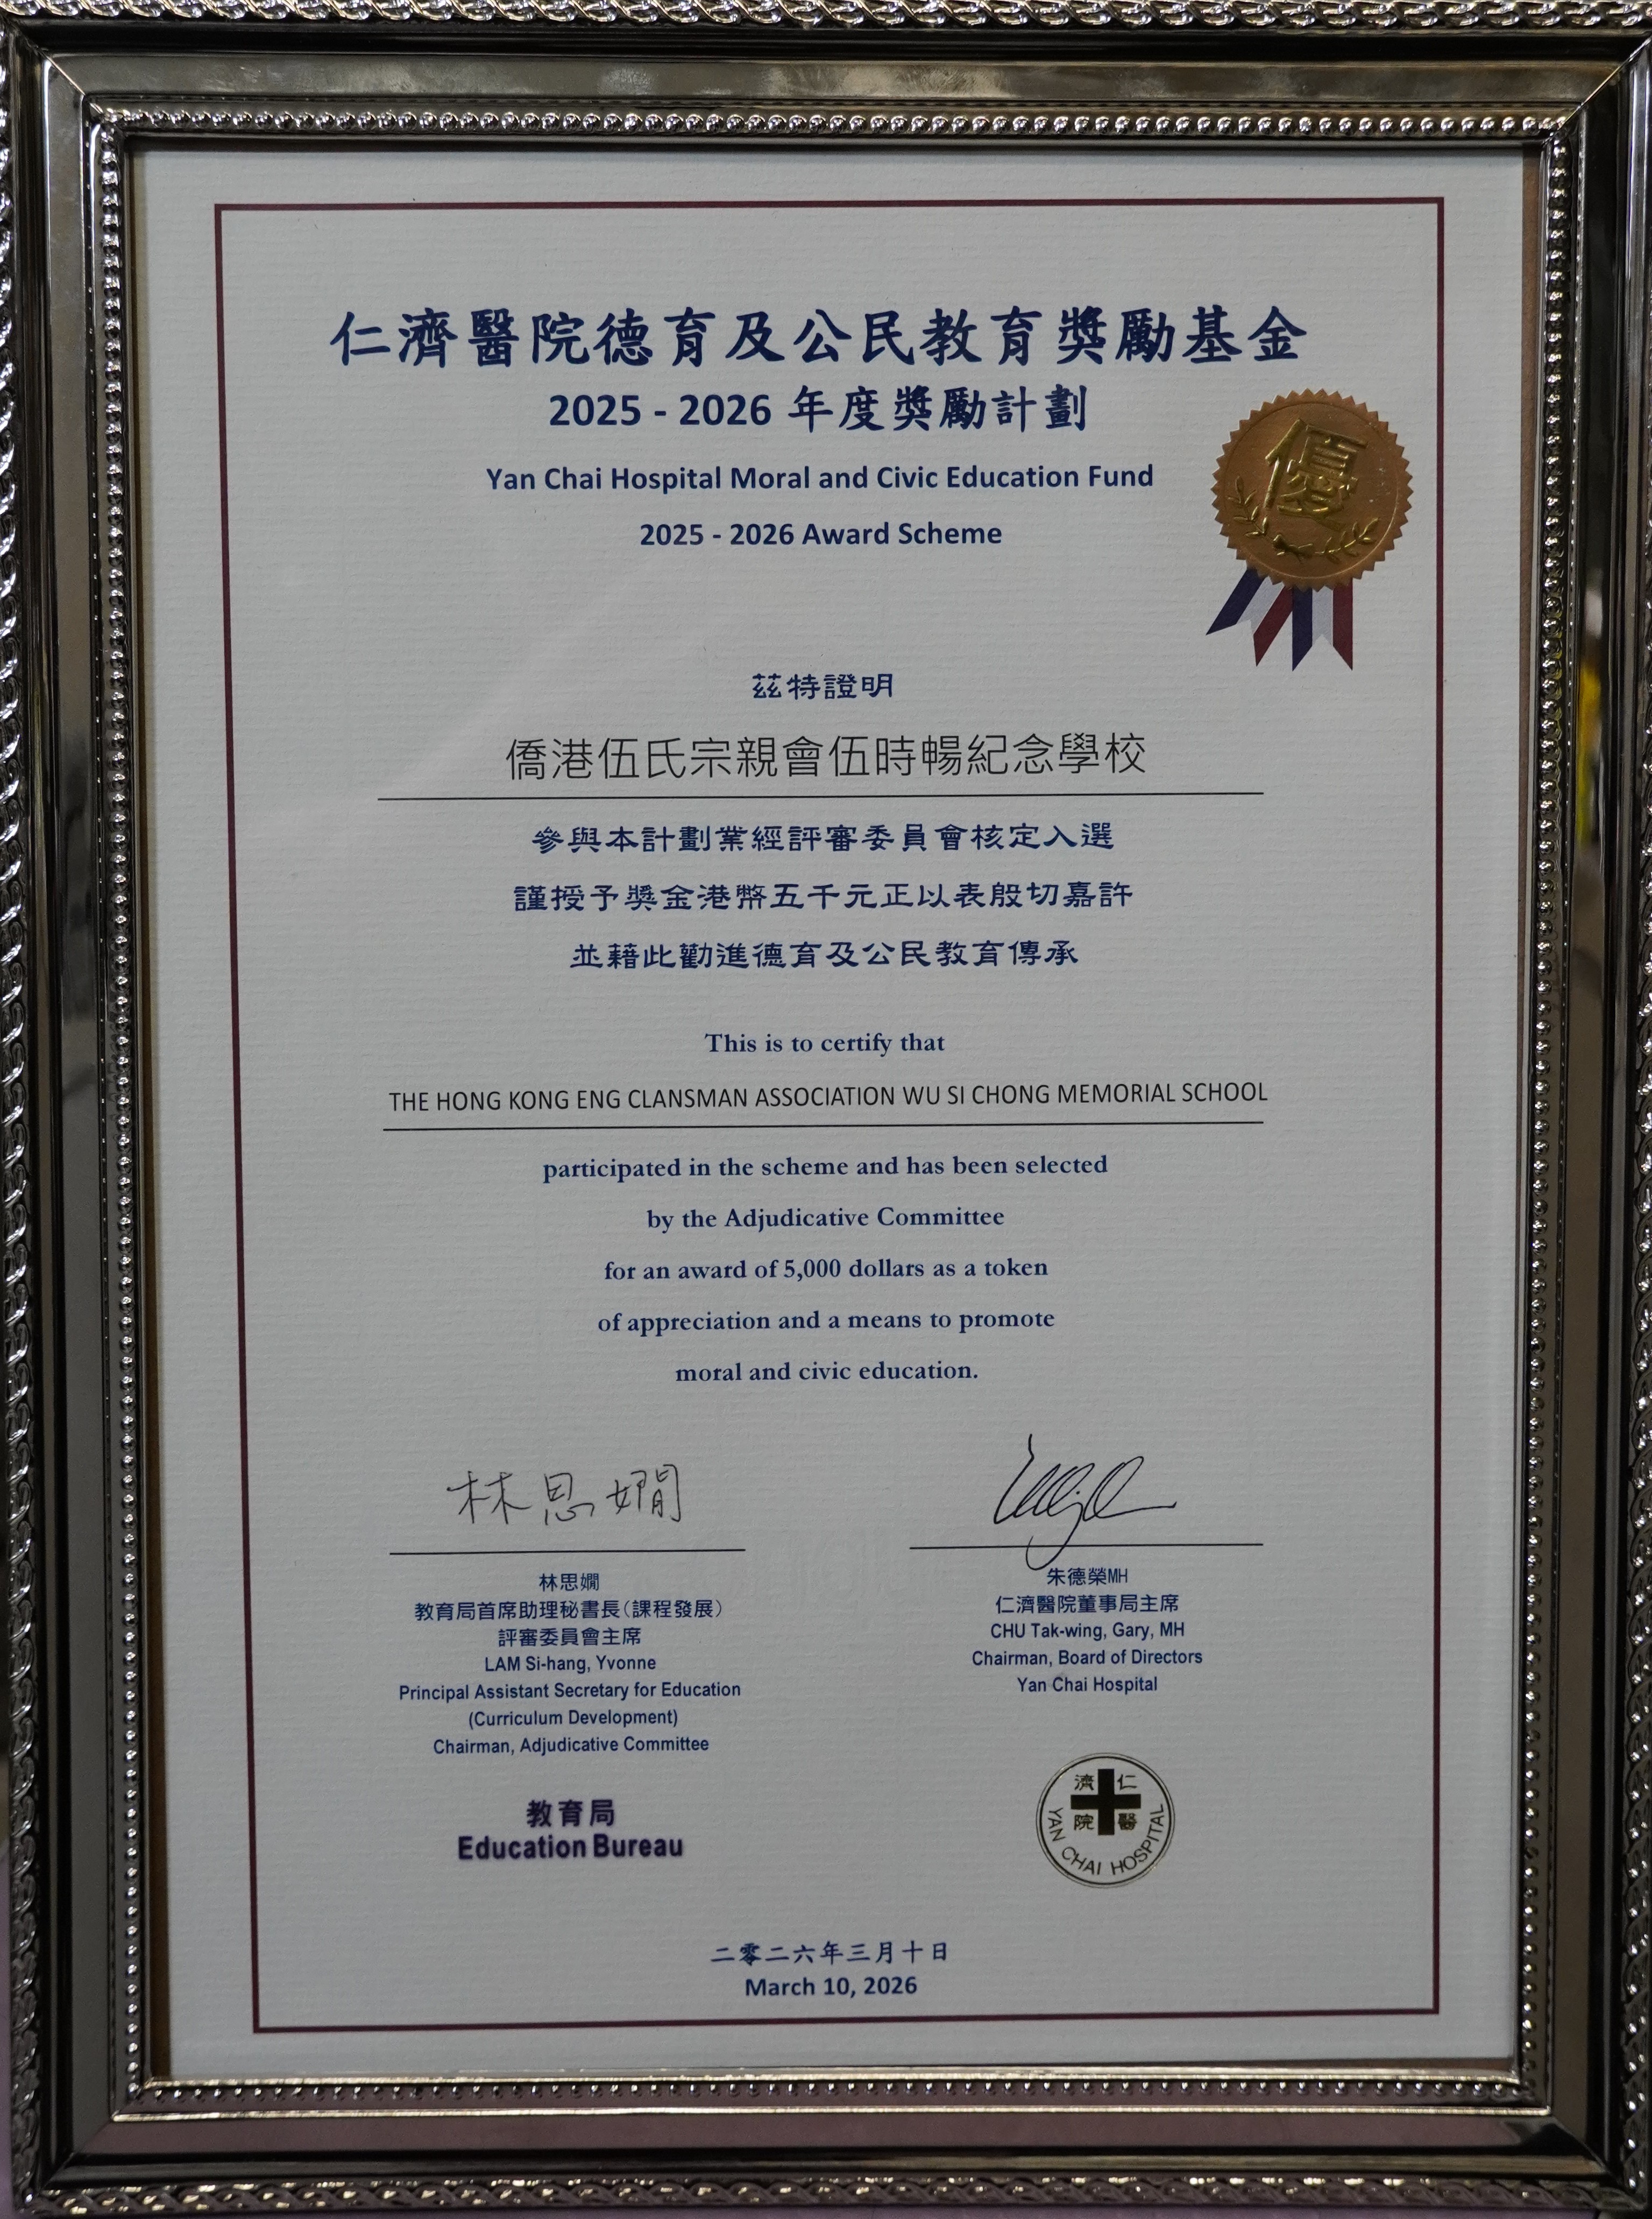 仁濟醫院德育及公民教育獎勵基金
2025 - 2026 年度獎勵計劃
Yan Chai Hospital Moral and Civic Education Fund
2025 - 2026 Award Scheme
優
茲特證明
僑港伍氏宗親會伍時暢紀念學校
參與本計劃業經評審委員會核定入選
謹授予獎金港幣五千元正以表殷切嘉許
並藉此勸進德育及公民教育傳承
This is to certify that
THE HONG KONG ENG CLANSMAN ASSOCIATION WU SI CHONG MEMORIAL SCHOOL
participated in the scheme and has been selected
by the Adjudicative Committee
for an award of 5,000 dollars as a token
of appreciation and a means to promote
moral and civic education.
林思嫺
林思嫺
教育局首席助理秘書長（課程發展）
評審委員會主席
LAM Si-hang, Yvonne
Principal Assistant Secretary for Education
(Curriculum Development)
Chairman, Adjudicative Committee
教育局
Education Bureau
朱德榮MH
仁濟醫院董事局主席
CHU Tak-wing, Gary, MH
Chairman, Board of Directors
Yan Chai Hospital
仁濟醫院
YAN CHAI HOSPITAL
二零二六年三月十日
March 10, 2026